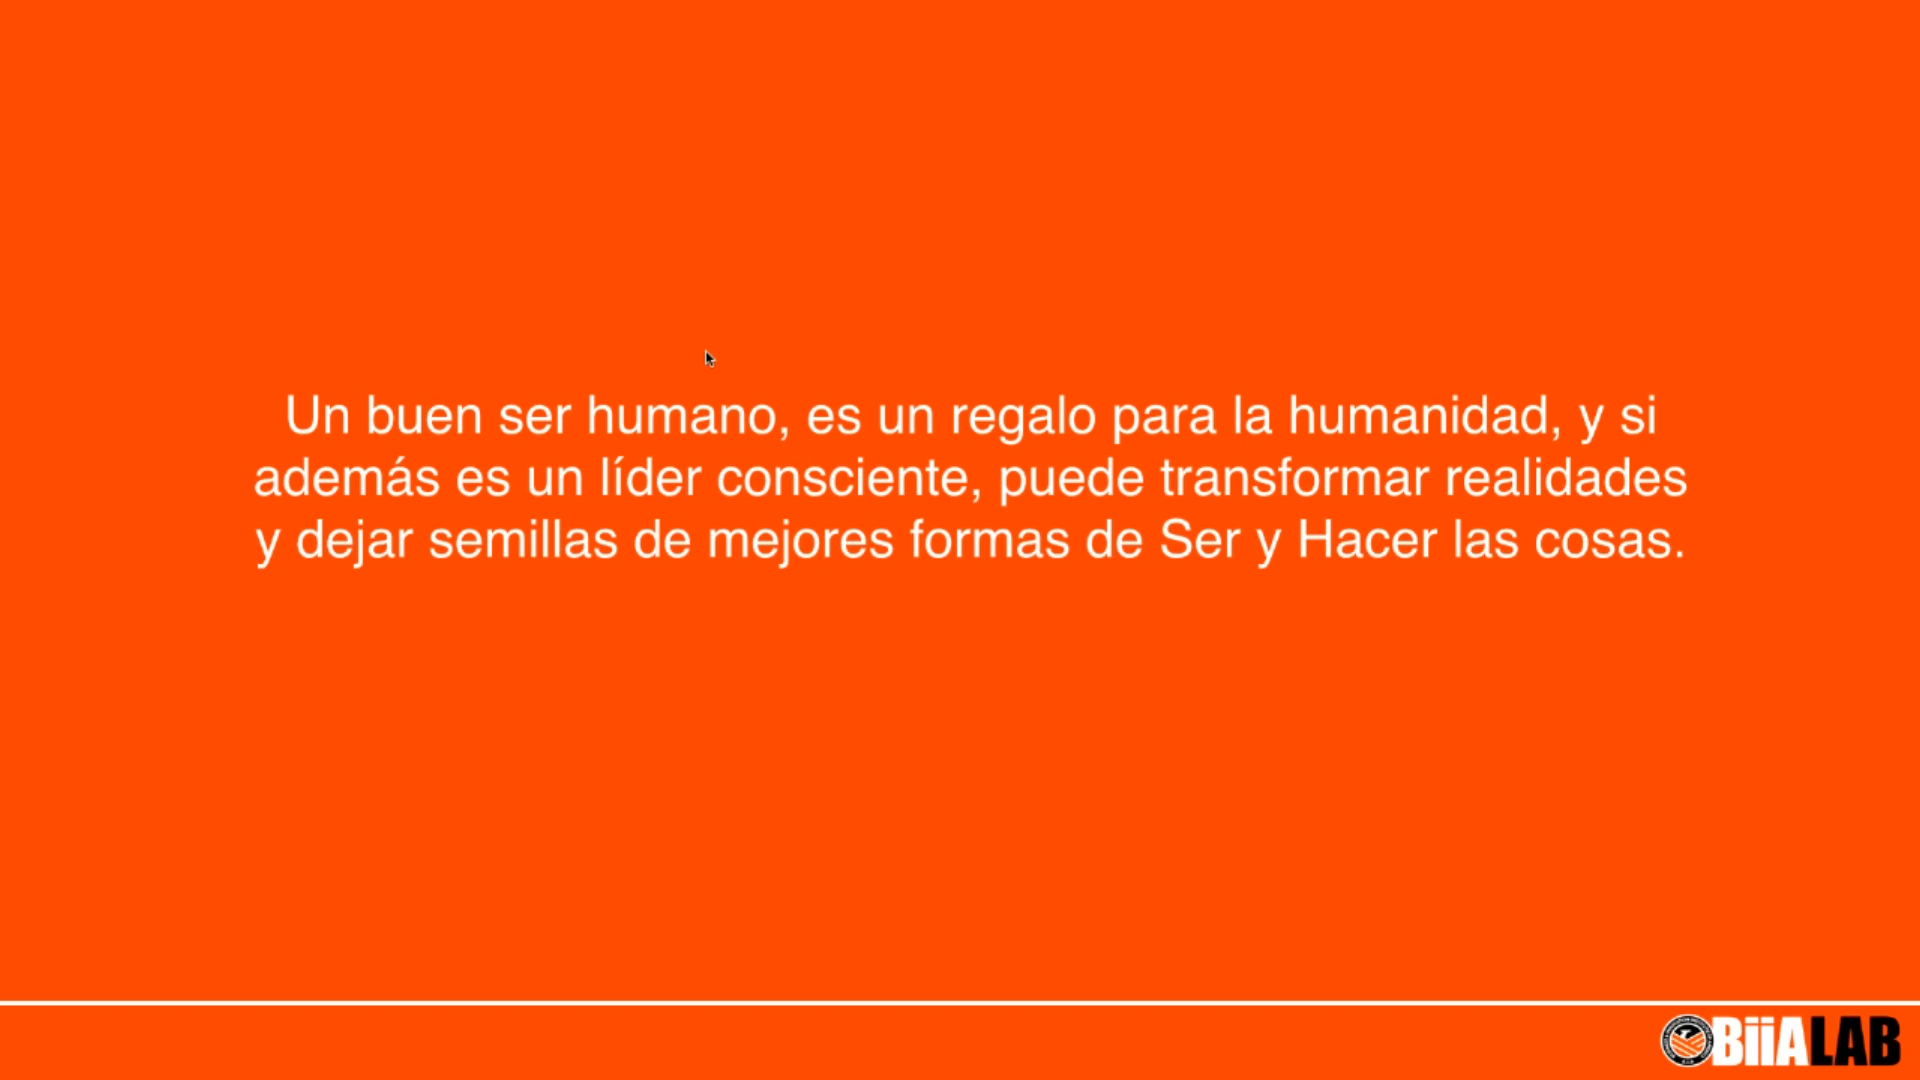 Un buen ser humano, es un regalo para la humanidad, y si
además es un líder consciente, puede transformar realidades
y dejar semillas de mejores formas de Ser y Hacer las cosas.
BiiALAB